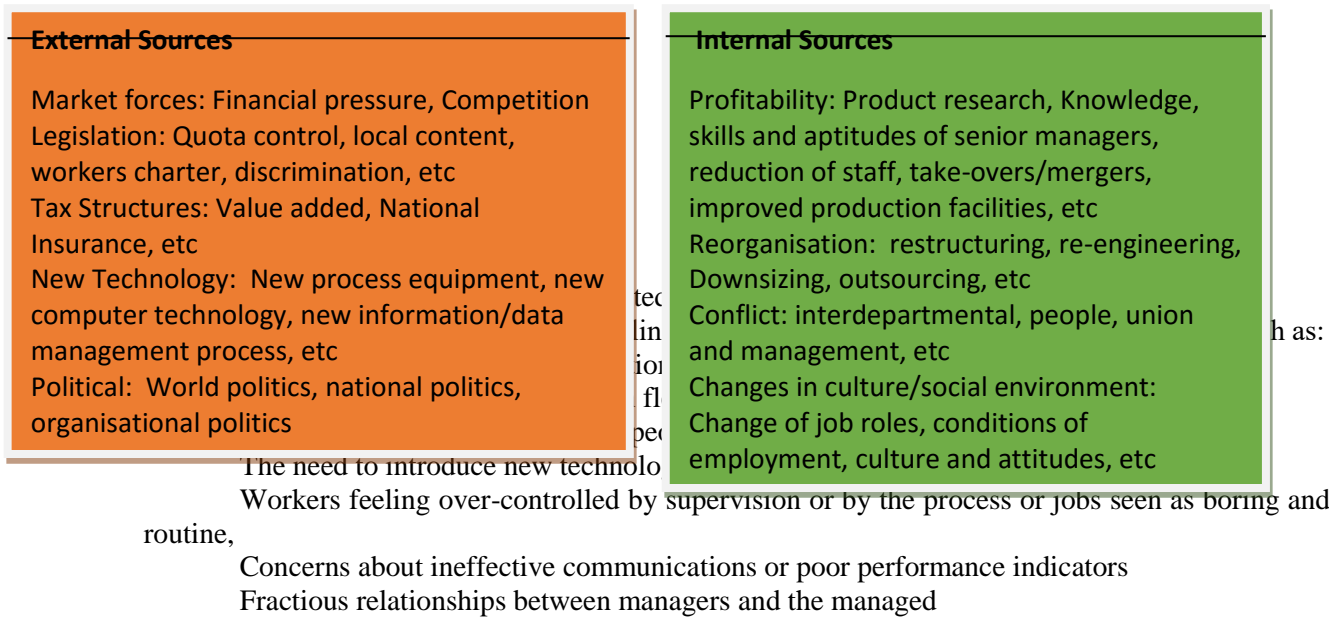 External Sources
Market forces: Financial pressure, Competition
Legislation: Quota control, local content,
workers charter, discrimination, etc
Tax Structures: Value added, National
Insurance, etc
New Technology: New process equipment, new
computer technology, new information/data
management process, etc
Political: World politics, national politics,
organisational politics
Internal Sources
Profitability: Product research, Knowledge,
skills and aptitudes of senior managers,
reduction of staff, take-overs/mergers,
improved production facilities, etc
Reorganisation: restructuring, re-engineering,
Downsizing, outsourcing, etc
Conflict: interdepartmental, people, union
and management, etc
Changes in culture/social environment:
Change of job roles, conditions of
employment, culture and attitudes, etc
as:
The need to introduce new
Workers feeling over-controlled by supervision or by the process or jobs seen as boring and
routine,
Concerns about ineffective communications or poor performance indicators
Fractious relationships between managers and the managed